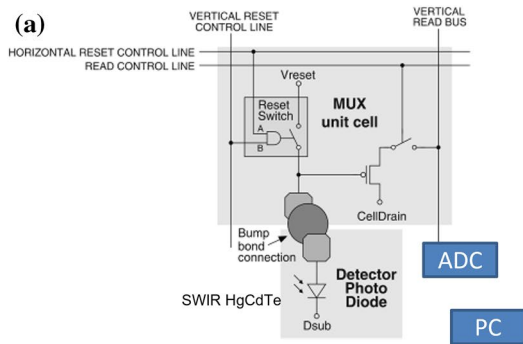 (a)
VERTICAL RESET
CONTROL LINE
VERTICAL
READ BUS
HORIZONTAL RESET CONTROL LINE
READ CONTROL LINE
Vreset
Reset
Switch
A
B
MUX
unit cell
CellDrain
Bump
bond
connection
ADC
SWIR HgCdTe
Detector
Photo
Diode
Dsub
PC